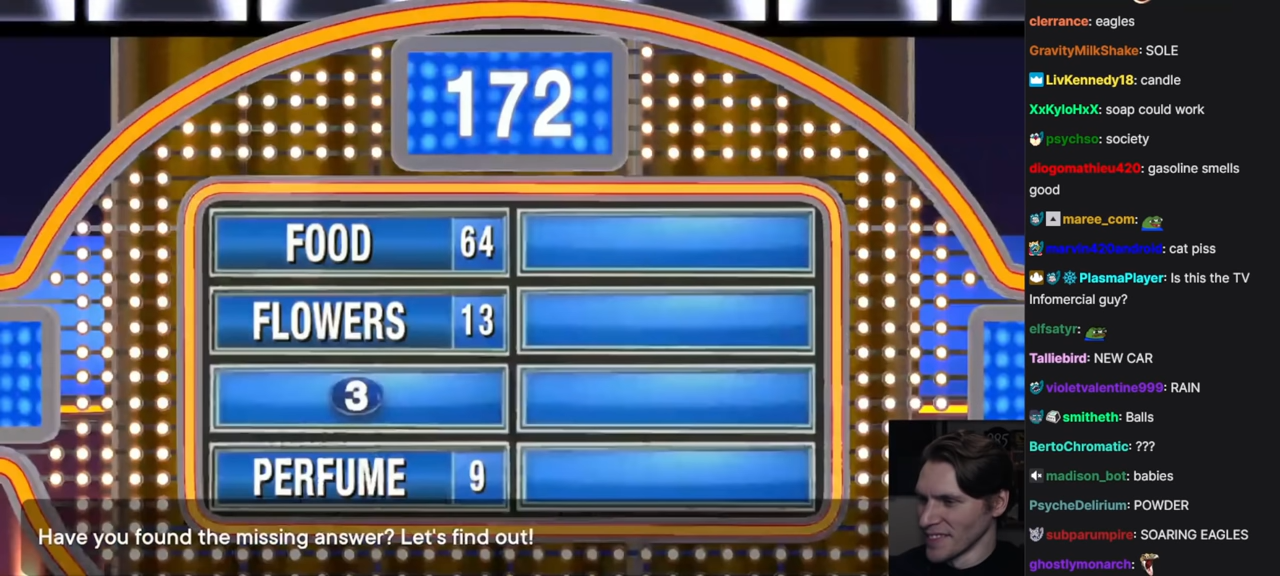 172
FOOD 64
FLOWERS 13
3
PERFUME 9
Have you found the missing answer? Let's find out!
clerrance: eagles
GravityMilkShake: SOLE
LivKennedy18: candle
XxKyloHxX: soap could work
psychso: society
diogomathieu420: gasoline smells
good
maree_com:
marvin420android: cat piss
PlasmaPlayer: Is this the TV
Infomercial guy?
elfsatyr:
Talliebird: NEW CAR
violetvalentine999: RAIN
smitheth: Balls
BertoChromatic: ???
madison_bot: babies
PsycheDelirium: POWDER
subparumpire: SOARING EAGLES
ghostlymonarch: